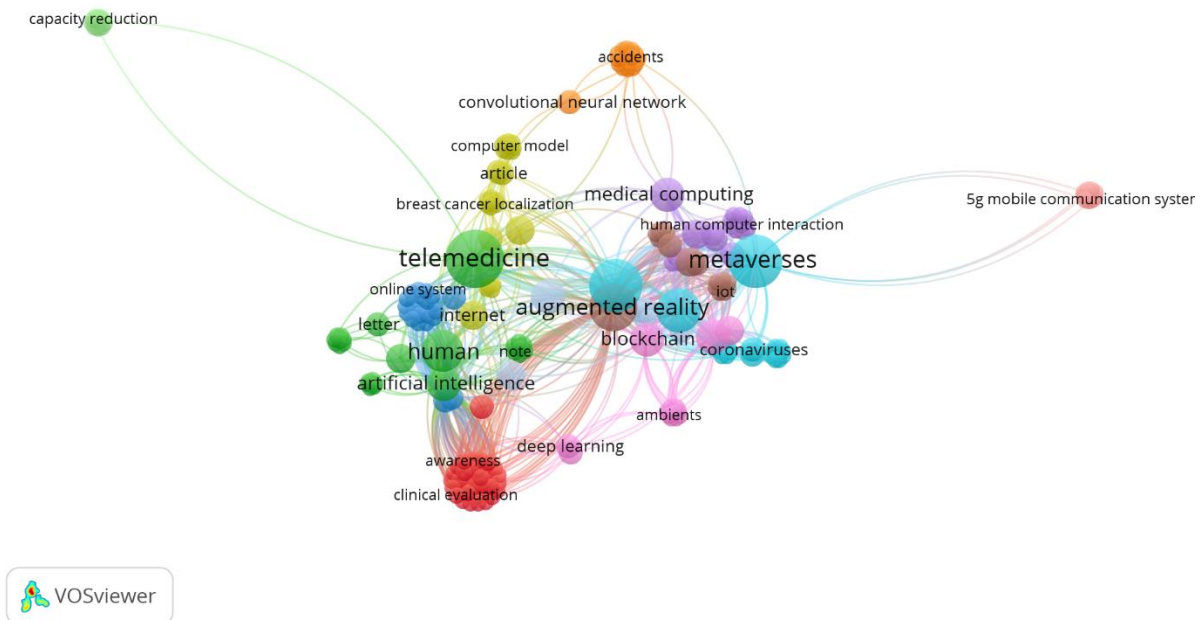 capacity reduction
accidents
convolutional neural network
computer model
article
medical computing
5g mobile communication syster
breast cancer localization
human computer interaction
telemedicine
metaverses
online system
iot
augmented reality
internet
letter
blockchain
human
note
coronaviruses
artificial intelligence
ambients
deep learning
awareness
clinical evaluation
VOSviewer